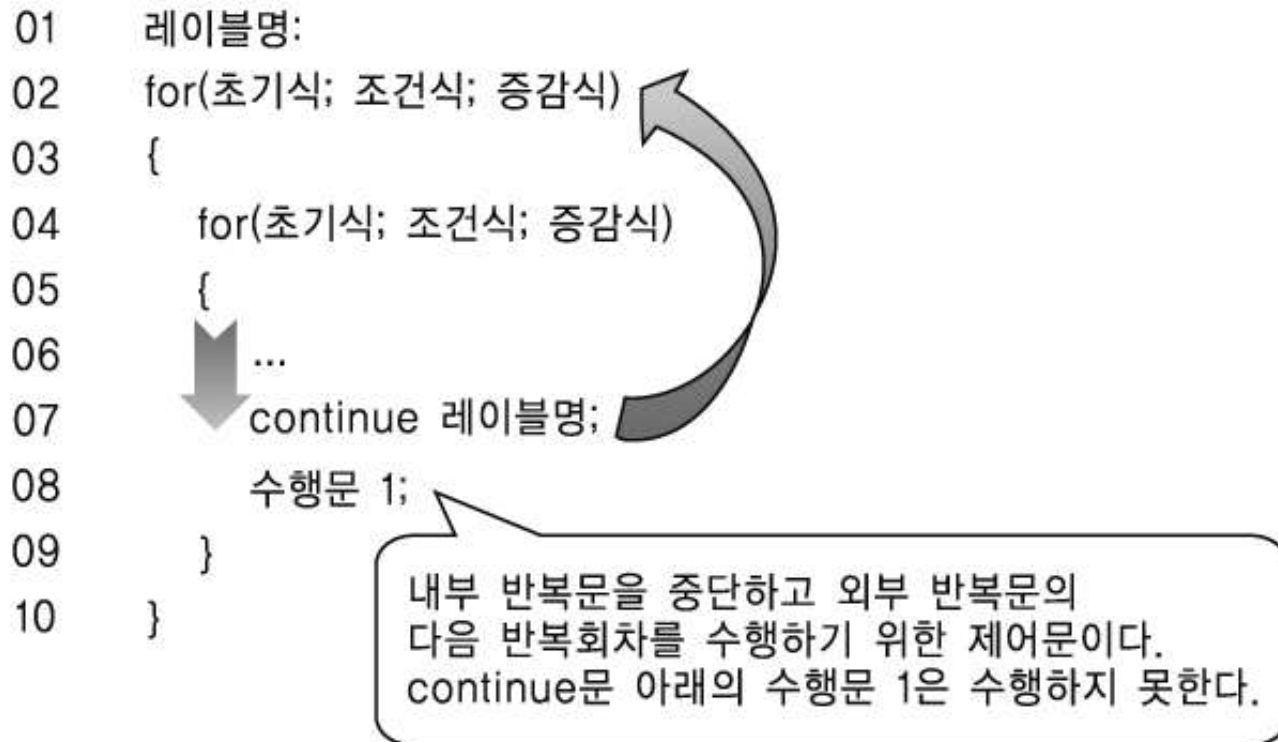 01 레이블명:
02 for(초기식; 조건식; 증감식)
03 {
04 for(초기식; 조건식; 증감식)
05 {
06 ...
07 continue 레이블명;
08 수행문 1;
09 }
10 }
내부 반복문을 중단하고 외부 반복문의
다음 반복회차를 수행하기 위한 제어문이다.
continue문 아래의 수행문 1은 수행하지 못한다.